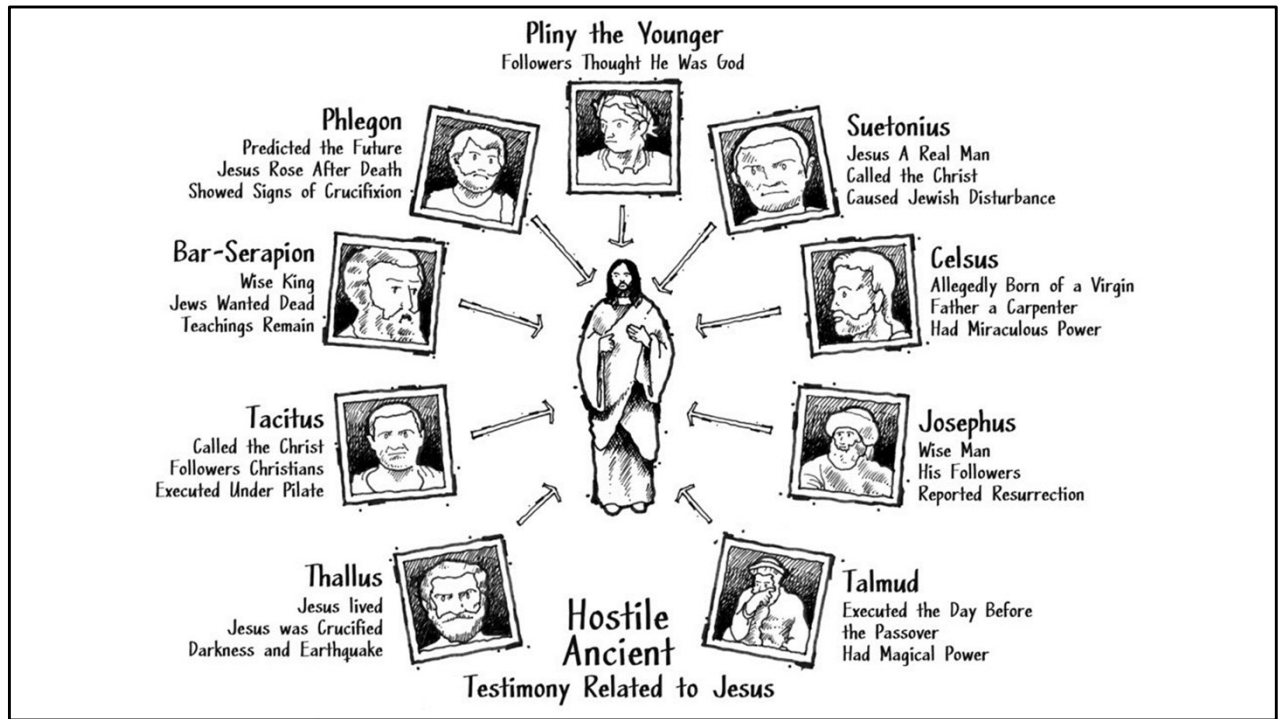 Pliny the Younger
Followers Thought He Was God
Phlegon
Predicted the Future
Jesus Rose After Death
Showed Signs of Crucifixion
Suetonius
Jesus A Real Man
Called the Christ
Caused Jewish Disturbance
Bar-Serapion
Wise King
Jews Wanted Dead
Teachings Remain
Celsus
Allegedly Born of a Virgin
Father a Carpenter
Had Miraculous Power
Tacitus
Called the Christ
Followers Christians
Executed Under Pilate
Josephus
Wise Man
His Followers
Reported Resurrection
Thallus
Jesus lived
Jesus was Crucified
Darkness and Earthquake
Talmud
Executed the Day Before
the Passover
Had Magical Power
Hostile
Ancient
Testimony Related to Jesus